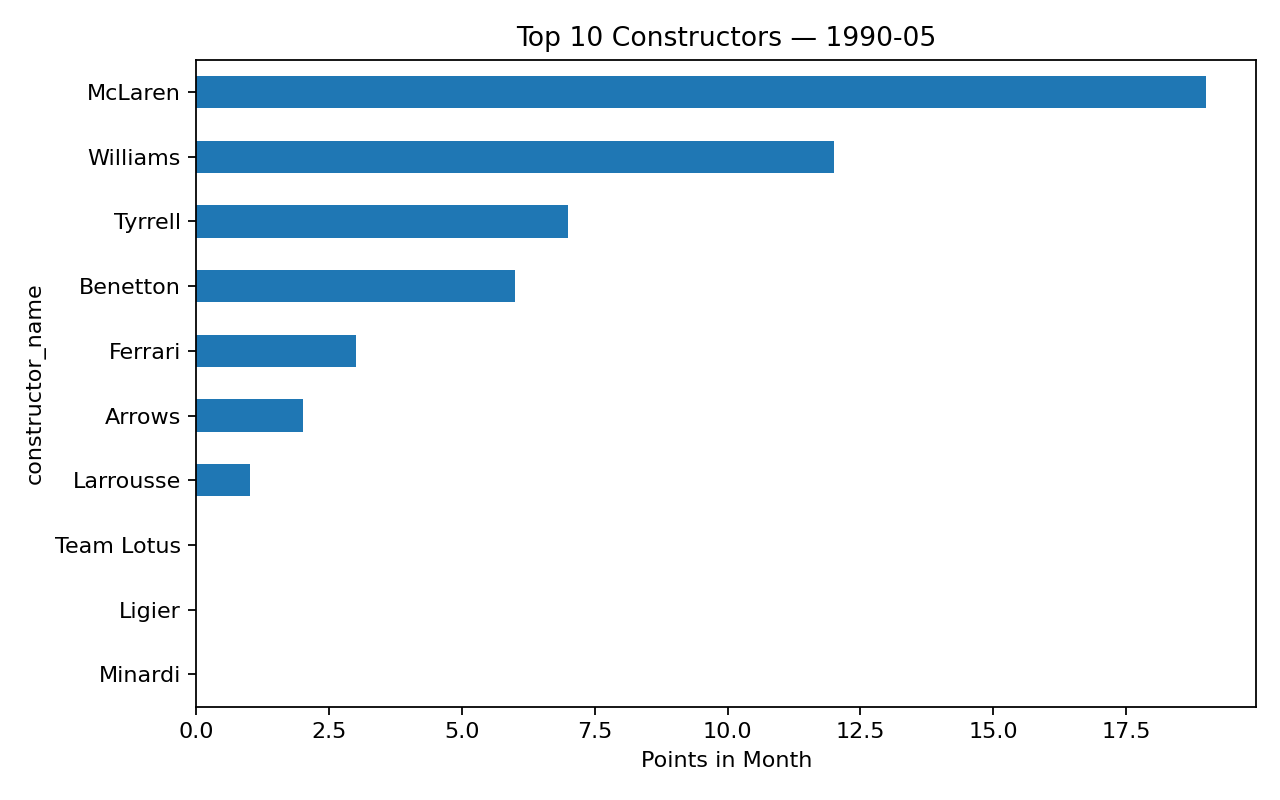 Top 10 Constructors — 1990-05
constructor_name
McLaren
Williams
Tyrrell
Benetton
Ferrari
Arrows
Larrousse
Team Lotus
Ligier
Minardi
0.0 2.5 5.0 7.5 10.0 12.5 15.0 17.5
Points in Month